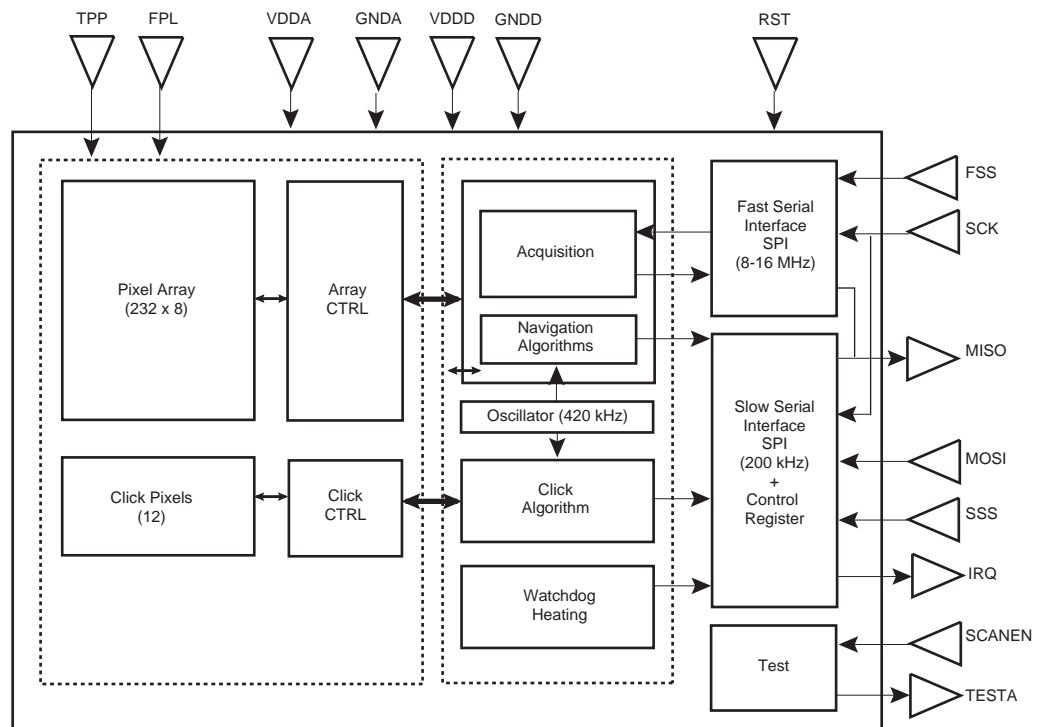 TPP
FPL
VDDA
GNDA
VDDD
GNDD
RST
FSS
SCK
Fast Serial
Interface
SPI
(8-16 MHz)
Acquisition
Pixel Array
(232 x 8)
Array
CTRL
Navigation
Algorithms
MISO
Oscillator (420 kHz)
Slow Serial
Interface
SPI
(200 kHz)
+
Control
Register
MOSI
Click Pixels
(12)
Click
CTRL
Click
Algorithm
SSS
IRQ
Watchdog
Heating
SCANEN
Test
TESTA